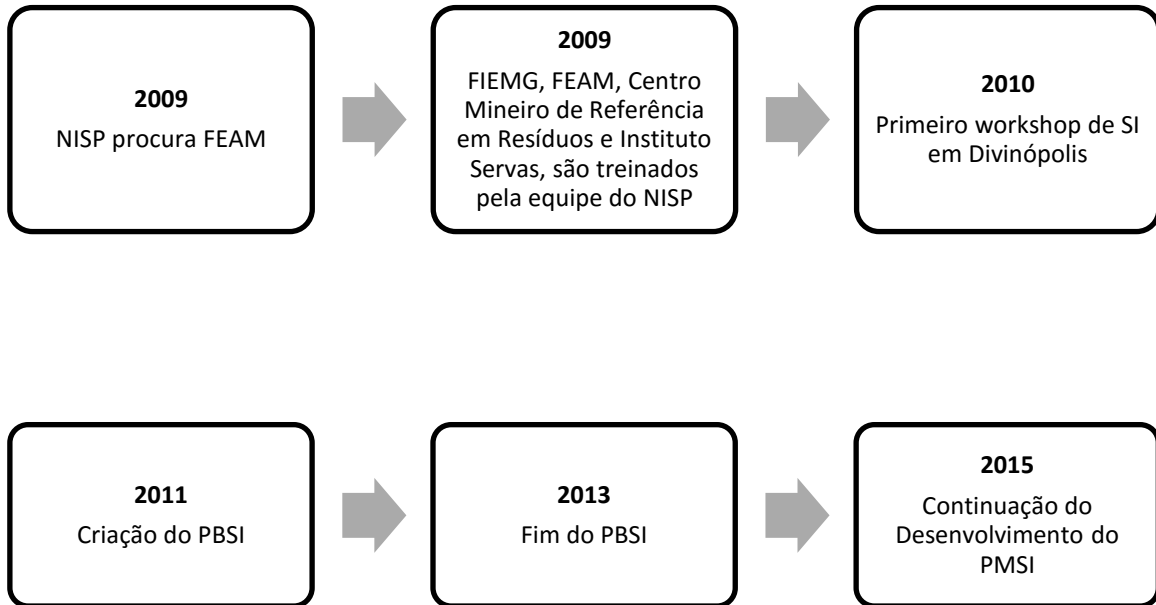 2009
NISP procura FEAM
2009
FIEMG, FEAM, Centro
Mineiro de Referência
em Resíduos e Instituto
Servas, são treinados
pela equipe do NISP
2010
Primeiro workshop de SI
em Divinópolis
2011
Criação do PBSI
2013
Fim do PBSI
2015
Continuação do
Desenvolvimento do
PMSI